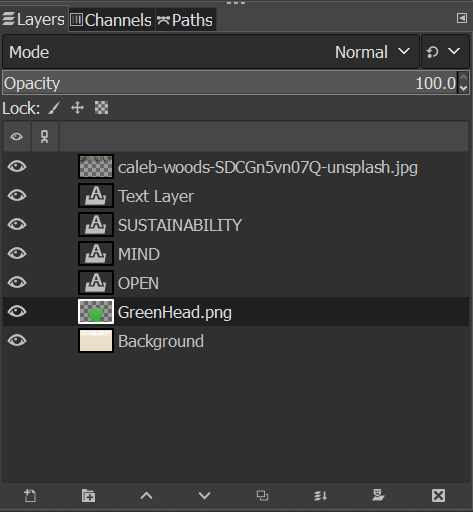 Layers Channels Paths
Mode Normal
Opacity 100.0
Lock:
caleb-woods-SDCGn5vn07Q-unsplash.jpg
Text Layer
SUSTAINABILITY
MIND
OPEN
GreenHead.png
Background